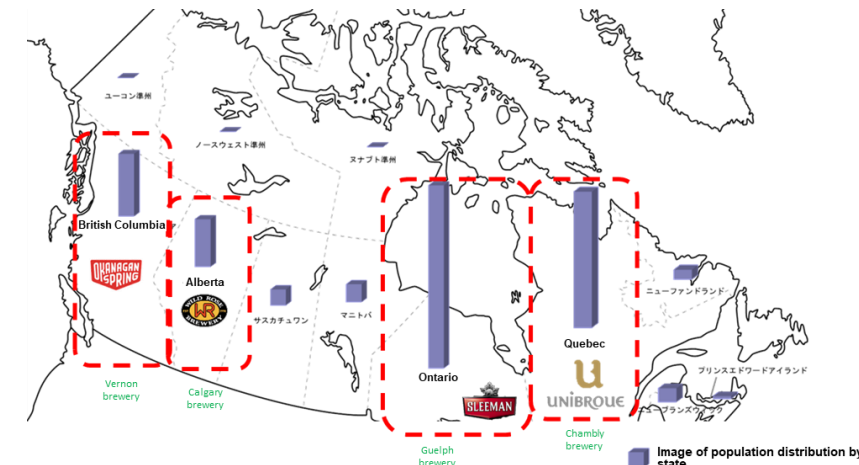 ユーコン準州
ノースウェスト準州
ヌナブト準州
British Columbia
OKANAGAN
SPRING
Alberta
WILD ROSE
WR
BREWERY
サスカチュワン
マニトバ
Ontario
SLEEMAN
Quebec
U
UNIBROUE
ニューファンドランド
プリンスエドワードアイランド
ニューブランズウィック
Vernon
brewery
Calgary
brewery
Guelph
brewery
Chambly
brewery
Image of population distribution by
state